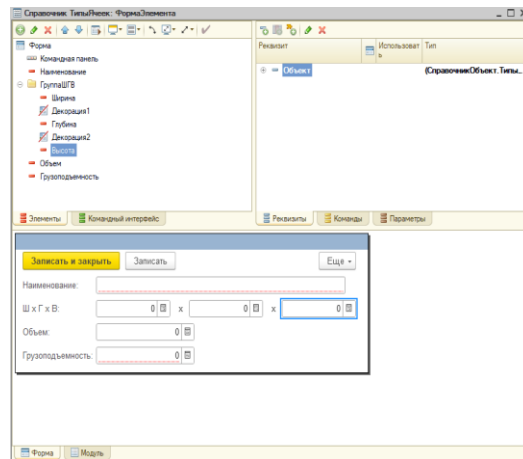 Справочник ТипыЯчеек: ФормаЭлемента
Форма
Командная панель
Наименование
ГруппаШГВ
Ширина
Декорация1
Глубина
Декорация2
Высота
Объем
Грузоподъемность
Элементы
Командный интерфейс
Реквизит
Использовать
Тип
Объект
(СправочникОбъект.Типы...
Реквизиты
Команды
Параметры
Записать и закрыть
Записать
Еще
Наименование:
Ш x Г x В: 0 x 0 x 0
Объем: 0
Грузоподъемность: 0
Форма
Модуль